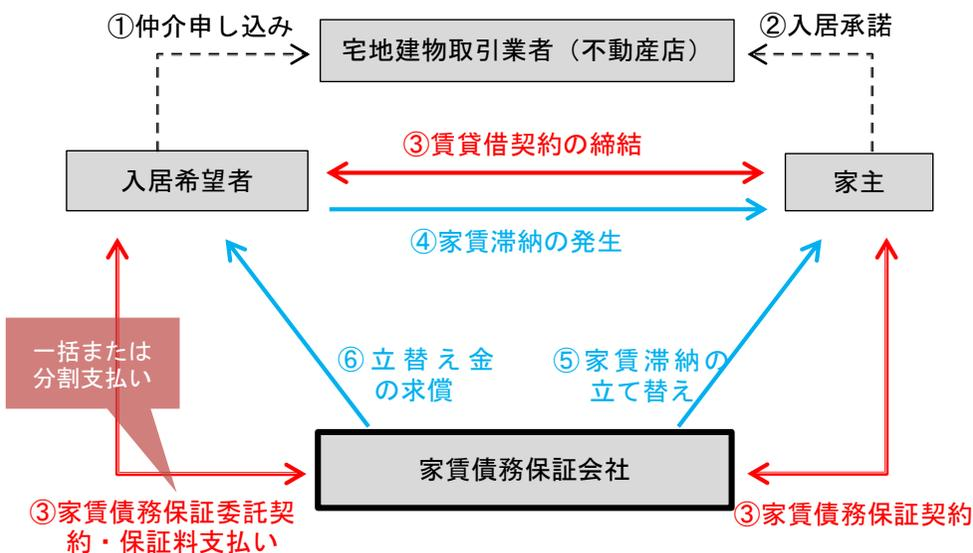 ①仲介申し込み
②入居承諾
宅地建物取引業者（不動産店）
③賃貸借契約の締結
入居希望者
家主
④家賃滞納の発生
一括または
分割支払い
⑥立替え金
の求償
⑤家賃滞納の
立て替え
家賃債務保証会社
③家賃債務保証委託契
約・保証料支払い
③家賃債務保証契約